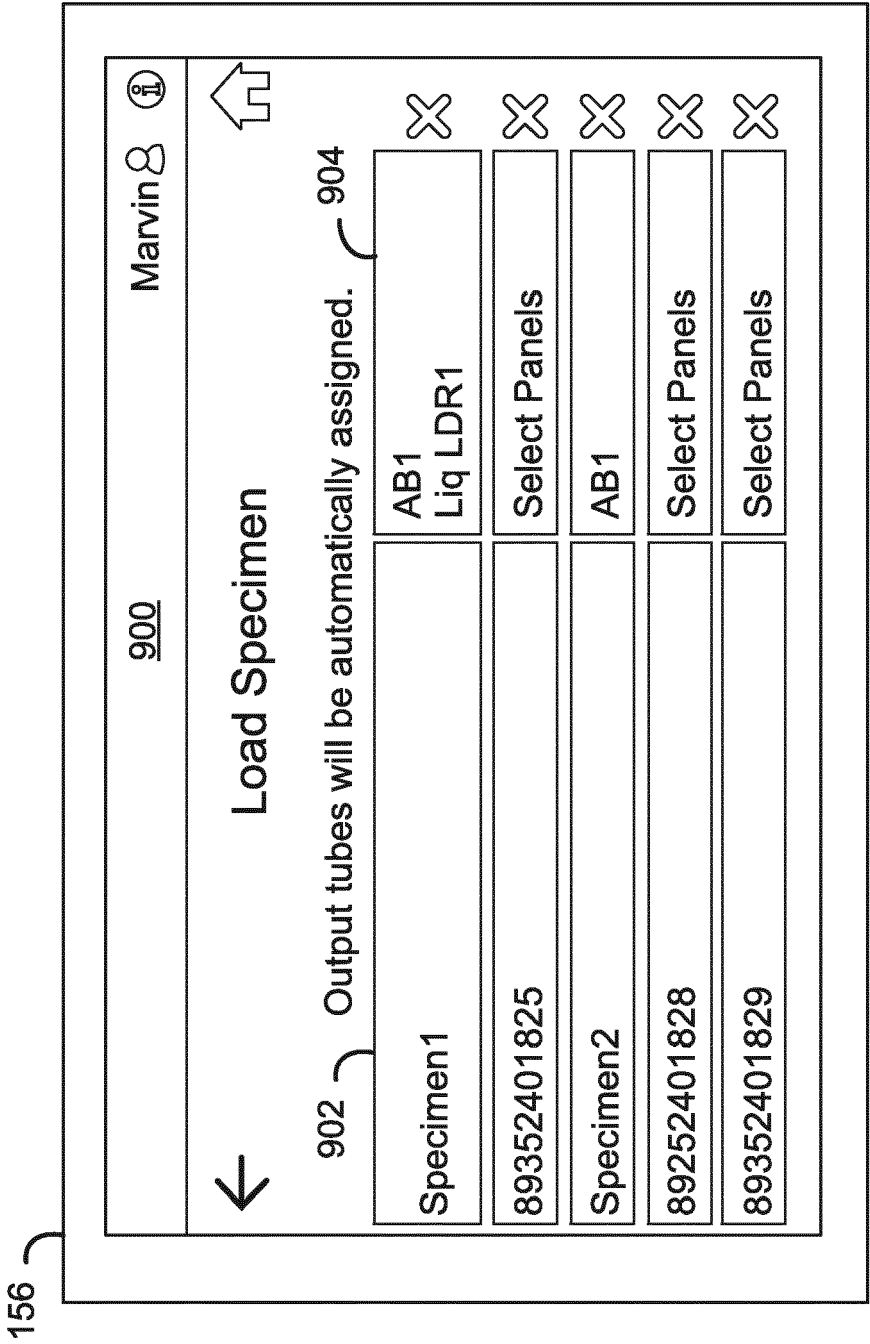 156
900
Marvin
Load Specimen
902
Output tubes will be automatically assigned.
904
Specimen1
AB1
Liq LDR1
89352401825
Select Panels
Specimen2
AB1
89252401828
Select Panels
89352401829
Select Panels